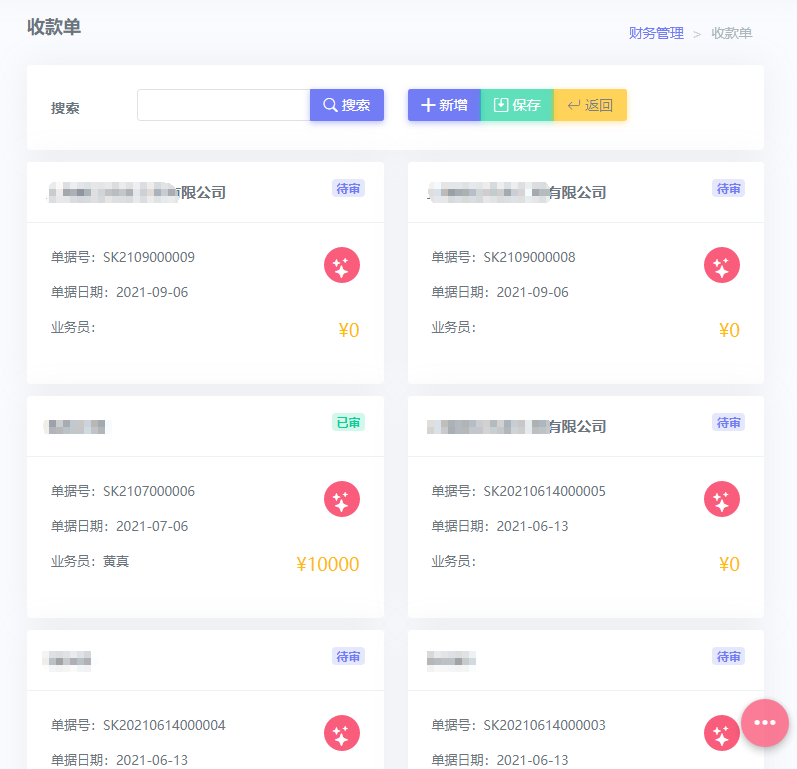 收款单
财务管理 > 收款单
搜索 搜索 新增 保存 返回
有限公司 待审
单据号：SK2109000009
单据日期：2021-09-06
业务员：
¥0
有限公司 待审
单据号：SK2109000008
单据日期：2021-09-06
业务员：
¥0
已审
单据号：SK2107000006
单据日期：2021-07-06
业务员：黄真
¥10000
有限公司 待审
单据号：SK20210614000005
单据日期：2021-06-13
业务员：
¥0
待审
单据号：SK20210614000004
单据日期：2021-06-13
待审
单据号：SK20210614000003
单据日期：2021-06-13